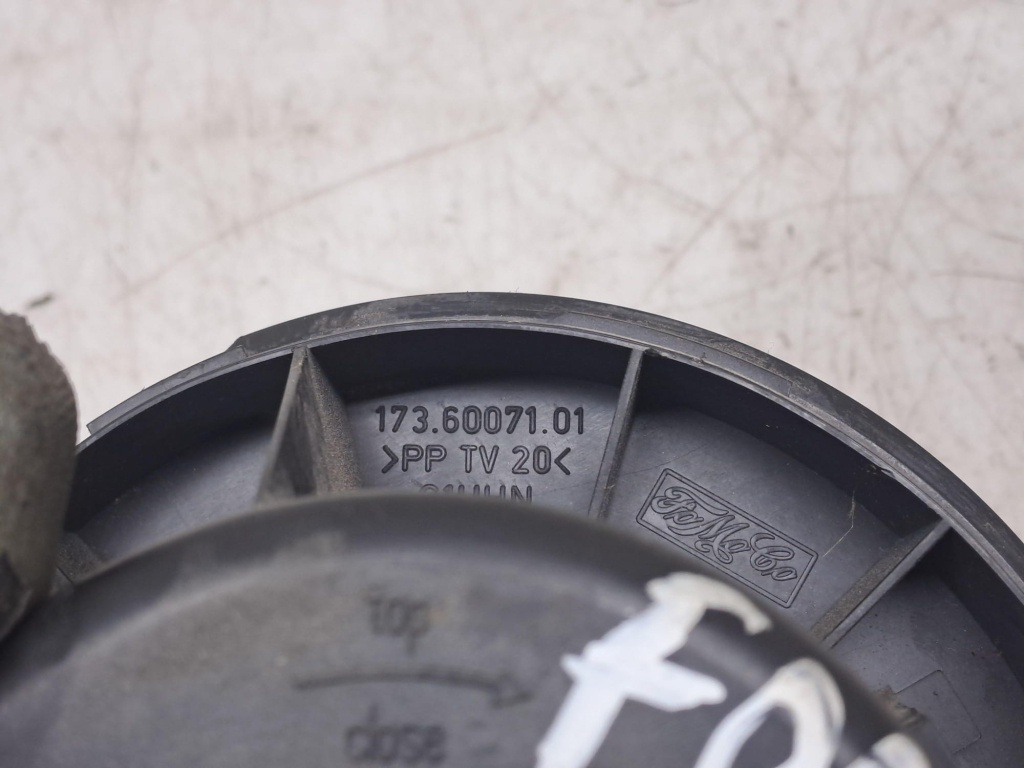 173.60071.01
>PP TV 20<
FoMoCo
Top
close